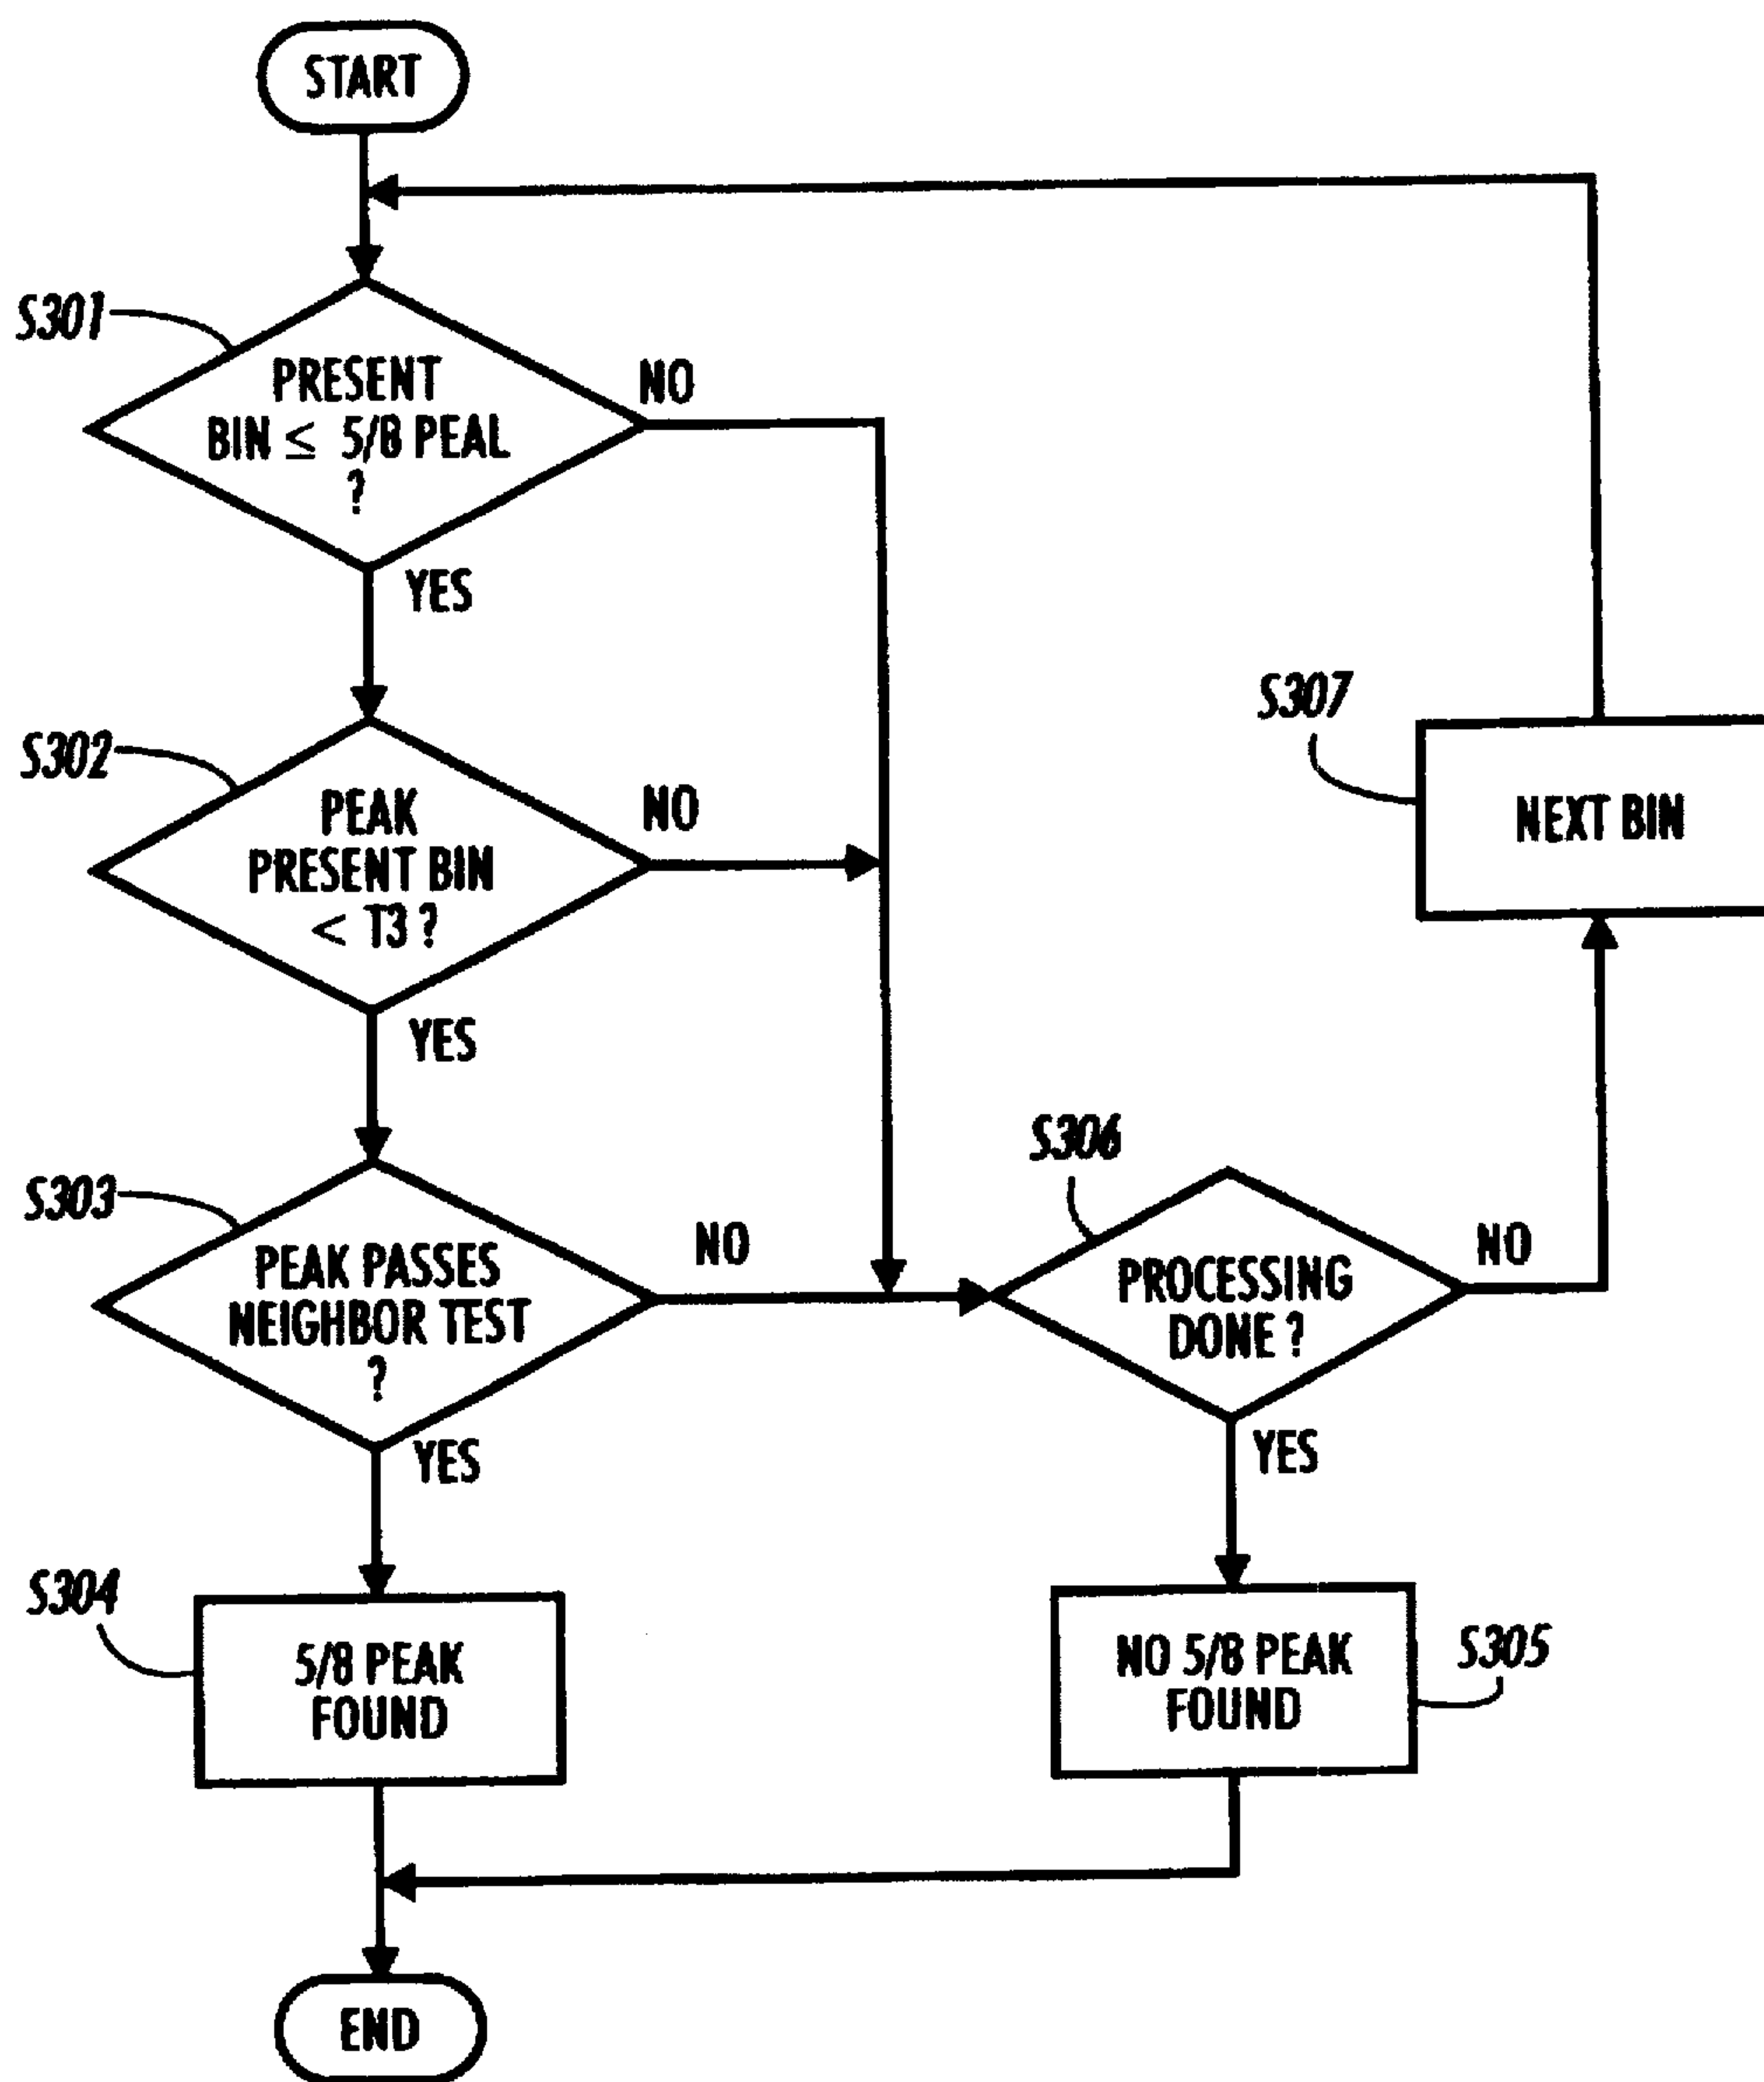 START
S301
PRESENT
BIN ≤ 5/8 PEAL
?
NO
YES
S302
PEAK
PRESENT BIN
< T3 ?
NO
YES
S307
NEXT BIN
S303
PEAK PASSES
NEIGHBOR TEST
?
NO
YES
S306
PROCESSING
DONE ?
NO
YES
S304
5/8 PEAK
FOUND
NO 5/8 PEAK
FOUND
S305
END